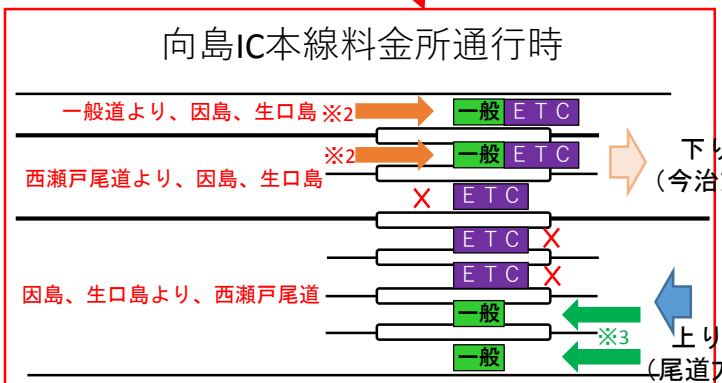 向島IC本線料金所通行時
一般道より、因島、生口島 ※2 一般 ＥＴＣ
※2 一般 ＥＴＣ
西瀬戸尾道より、因島、生口島
下り
(今治
× ＥＴＣ
ＥＴＣ ×
ＥＴＣ ×
因島、生口島より、西瀬戸尾道
一般
※3
上り
(尾道
一般